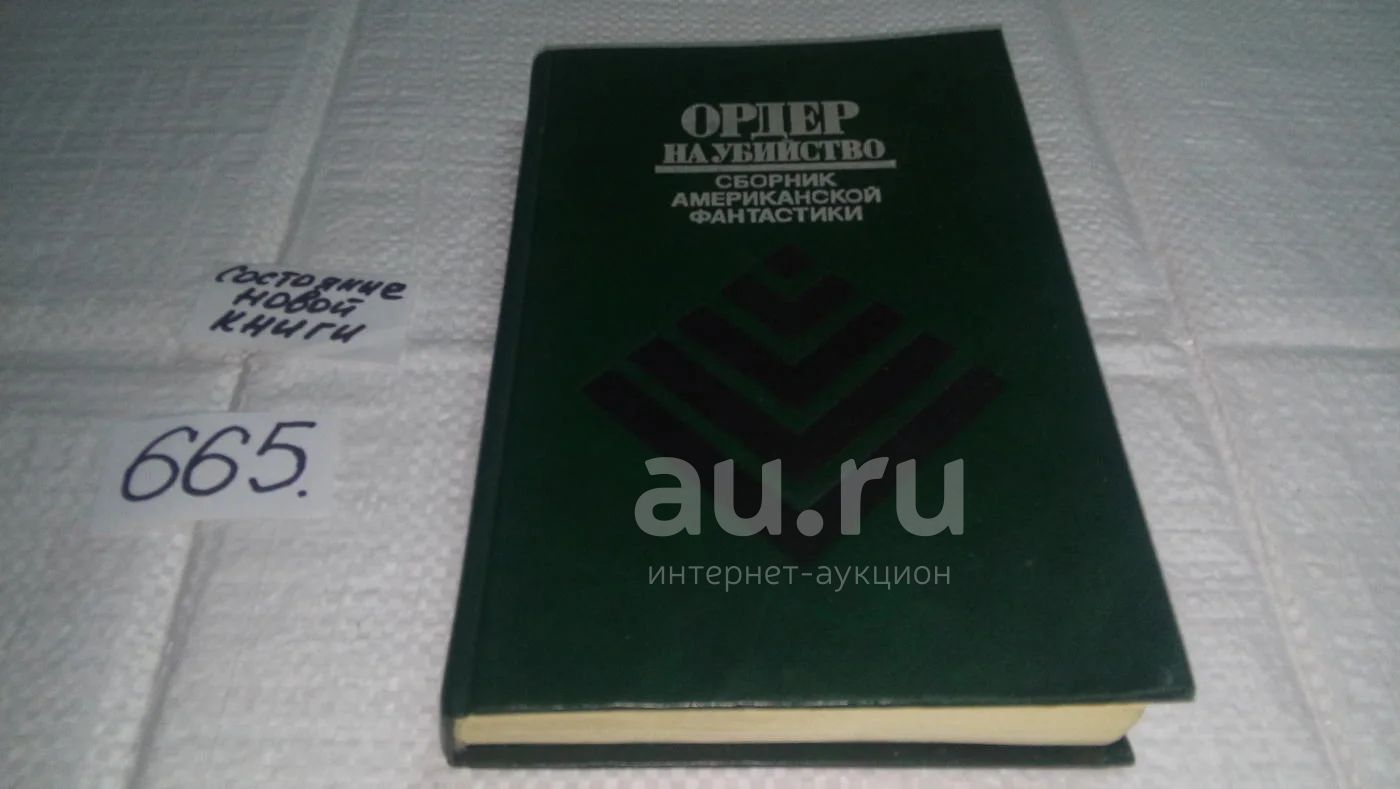 ОРДЕР
НА УБИЙСТВО
СБОРНИК
АМЕРИКАНСКОЙ
ФАНТАСТИКИ
состояние
новой
книги
665.
au.ru
интернет-аукцион